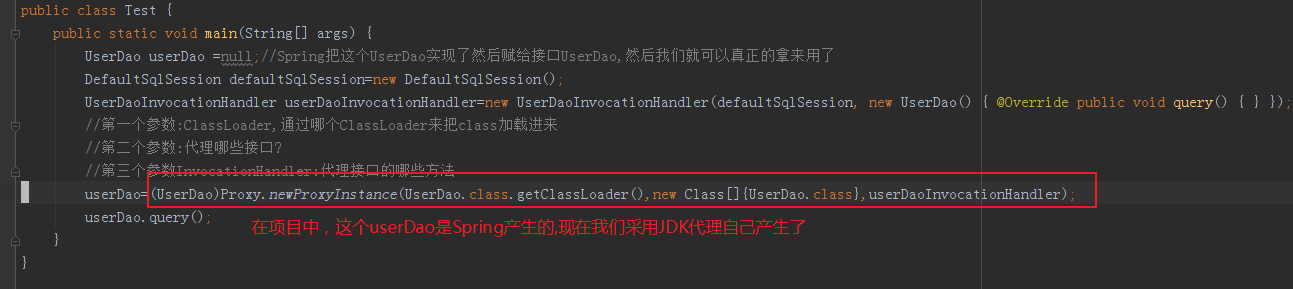 public class Test {
public static void main(String[] args) {
UserDao userDao =null;//Spring把这个UserDao实现了然后赋给接口UserDao,然后我们就可以真正的拿来用了
DefaultSqlSession defaultSqlSession=new DefaultSqlSession();
UserDaoInvocationHandler userDaoInvocationHandler=new UserDaoInvocationHandler(defaultSqlSession, new UserDao() { @Override public void query() { } });
//第一个参数:ClassLoader,通过哪个ClassLoader来把class加载进来
//第二个参数:代理哪些接口?
//第三个参数InvocationHandler:代理接口的哪些方法
userDao=(UserDao)Proxy.newProxyInstance(UserDao.class.getClassLoader(),new Class[]{UserDao.class},userDaoInvocationHandler);
userDao.query();
在项目中，这个userDao是Spring产生的,现在我们采用JDK代理自己产生了
}
}